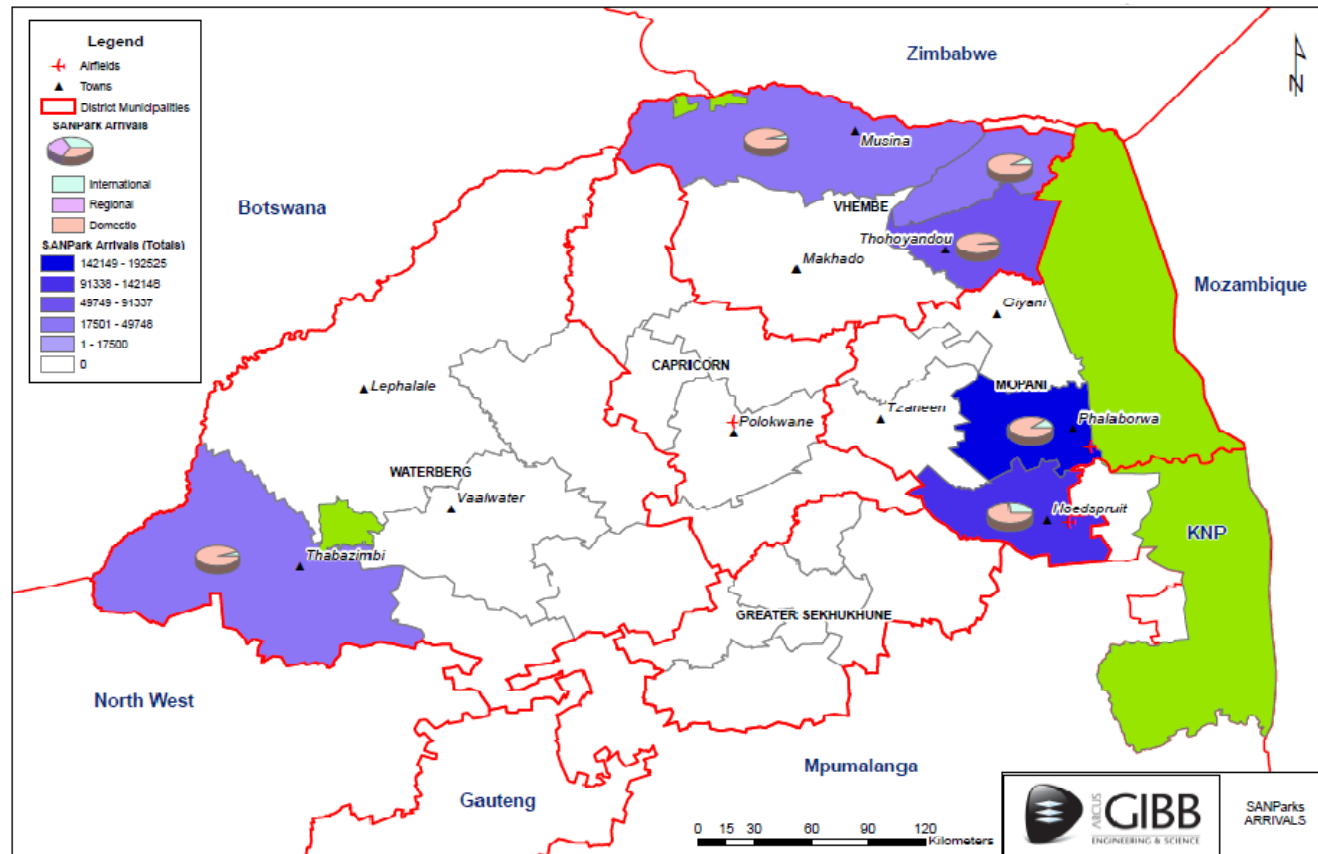 Legend
Airfields
Towns
District Municipalities
SANPark Arrivals
International
Regional
Domestic
SANPark Arrivals (Totals)
142149 - 192525
91338 - 142148
49749 - 91337
17501 - 49748
1 - 17500
0
Zimbabwe
N
Musina
Botswana
VHEMBE
Thohoyandou
Makhado
Mozambique
Giyani
CAPRICORN
MOPANI
Lephalale
Tzaneen
Phalaborwa
Polokwane
WATERBERG
Vaalwater
Hoedspruit
KNP
Thabazimbi
GREATER SEKHUKHUNE
North West
Mpumalanga
Gauteng
0 15 30 60 90 120
Kilometers
ARCUS
GIBB
ENGINEERING & SCIENCE
SANParks
ARRIVALS